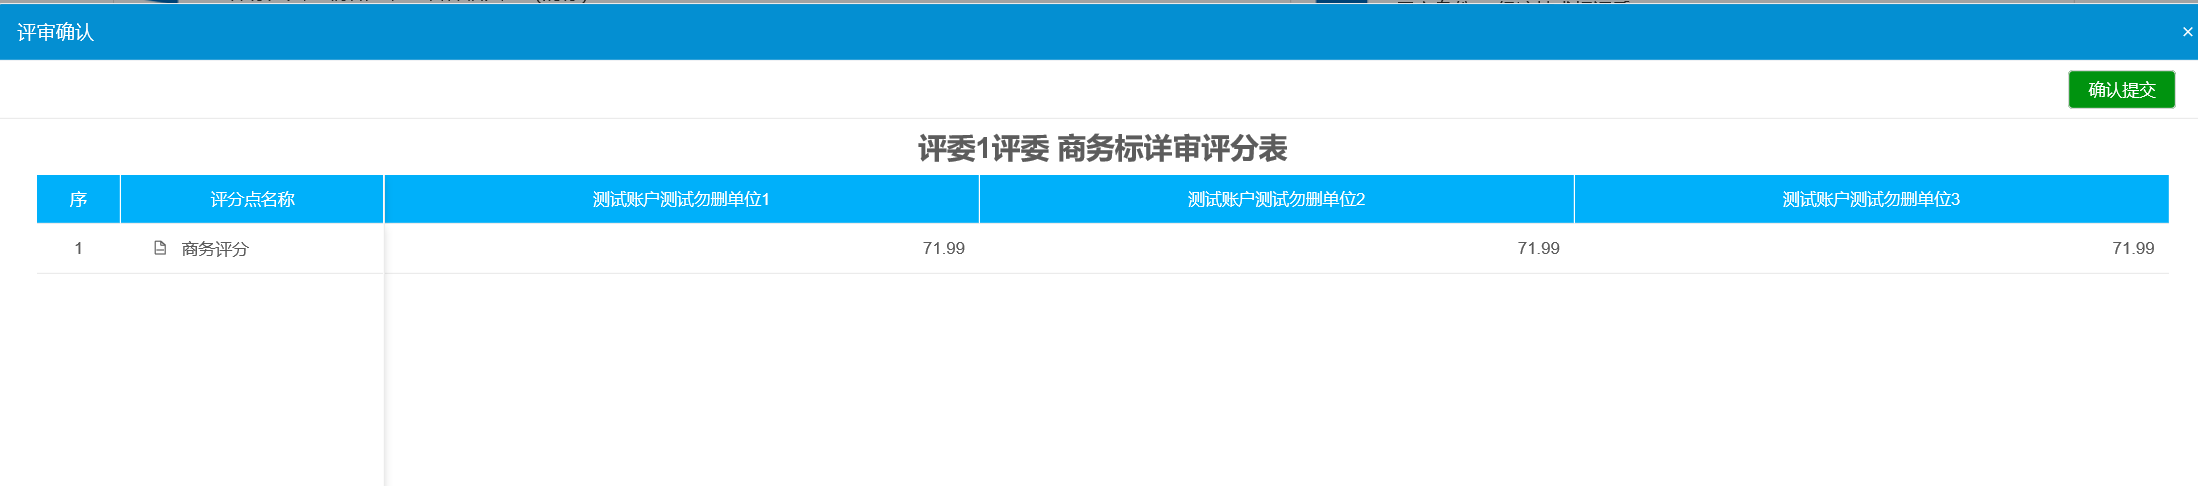 评审确认
×
确认提交
评委1评委 商务标详审评分表
序 评分点名称 测试账户测试勿删单位1 测试账户测试勿删单位2 测试账户测试勿删单位3
1 商务评分 71.99 71.99 71.99